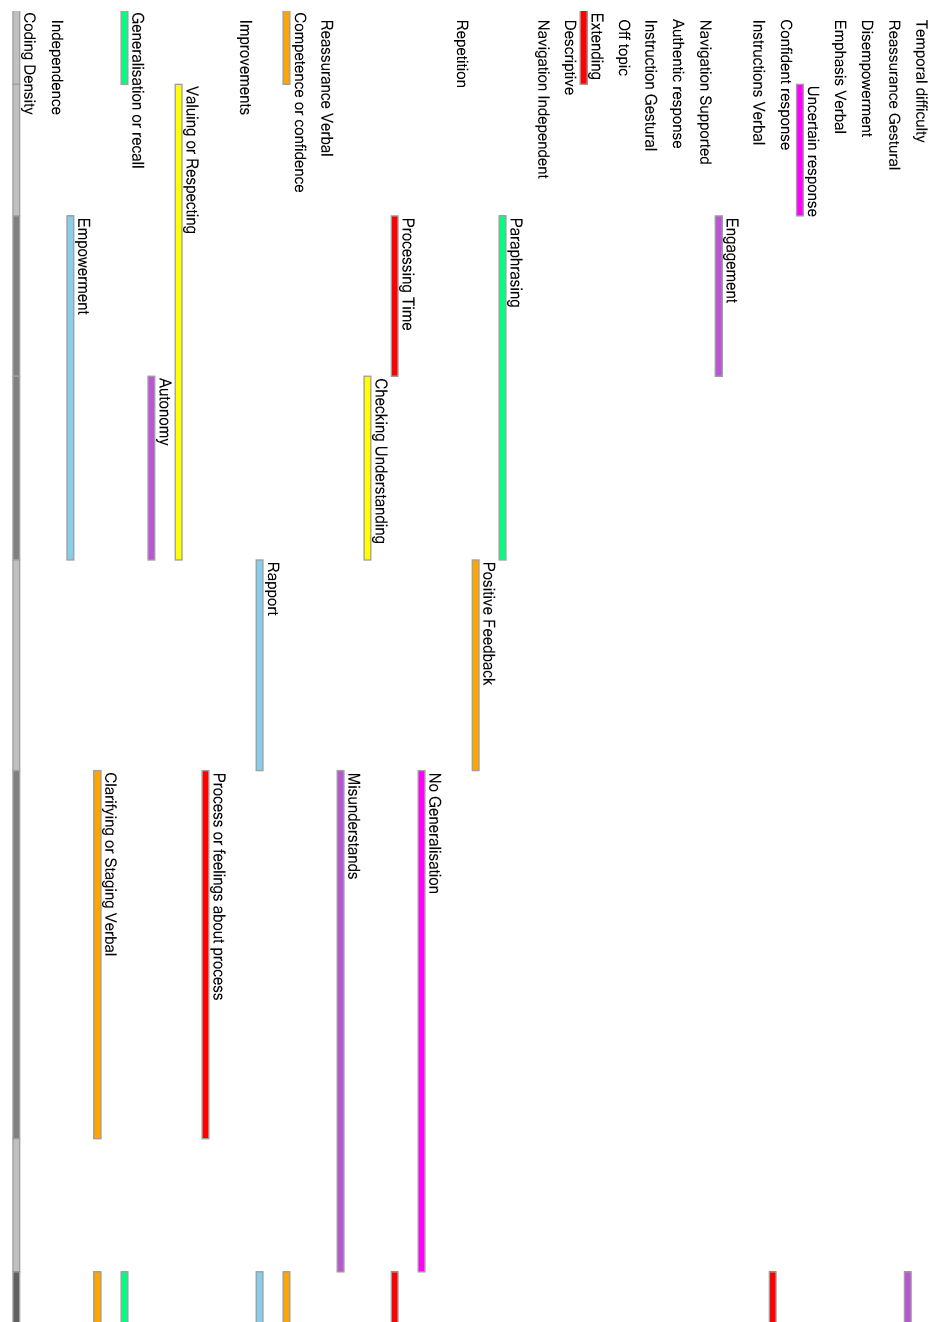 Temporal difficulty
Reassurance Gestural
Disempowerment
Emphasis Verbal
Uncertain response
Confident response
Instructions Verbal
Engagement
Navigation Supported
Authentic response
Instruction Gestural
Off topic
Extending
Descriptive
Navigation Independent
Paraphrasing
Positive Feedback
Repetition
No Generalisation
Processing Time
Checking Understanding
Misunderstands
Reassurance Verbal
Competence or confidence
Rapport
Improvements
Process or feelings about process
Valuing or Respecting
Autonomy
Generalisation or recall
Clarifying or Staging Verbal
Empowerment
Independence
Coding Density